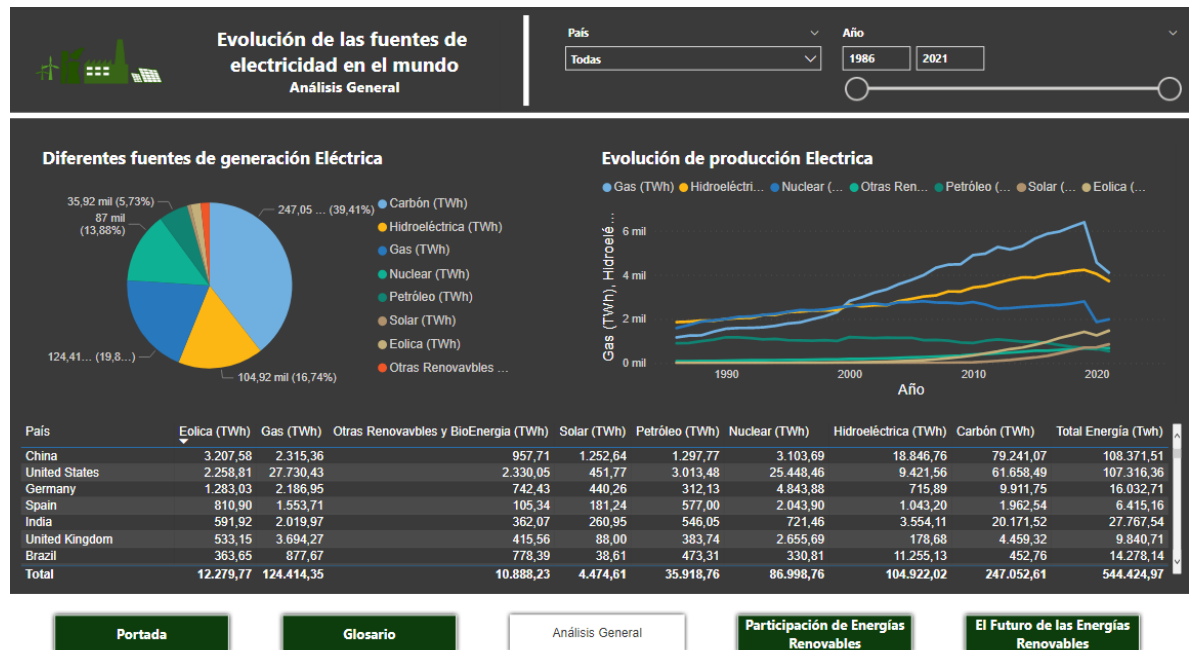 Evolución de las fuentes de
electricidad en el mundo
Análisis General
País
Todas
Año
1986
2021
Diferentes fuentes de generación Eléctrica
35,92 mil (5,73%)
87 mil
(13,88%)
247,05 ... (39,41%)
124,41... (19,8...)
104,92 mil (16,74%)
Carbón (TWh)
Hidroeléctrica (TWh)
Gas (TWh)
Nuclear (TWh)
Petróleo (TWh)
Solar (TWh)
Eolica (TWh)
Otras Renovavbles ...
Evolución de producción Electrica
Gas (TWh) Hidroeléctri... Nuclear (... Otras Ren... Petróleo (... Solar (... Eolica (...
Gas (TWh), Hidroelé...
6 mil
4 mil
2 mil
0 mil
1990 2000 2010 2020
Año
País Eolica (TWh) Gas (TWh) Otras Renovavbles y BioEnergia (TWh) Solar (TWh) Petróleo (TWh) Nuclear (TWh) Hidroeléctrica (TWh) Carbón (TWh) Total Energía (Twh)
China 3.207,58 2.315,36 957,71 1.252,64 1.297,77 3.103,69 18.846,76 79.241,07 108.371,51
United States 2.258,81 27.730,43 2.330,05 451,77 3.013,48 25.448,46 9.421,56 61.658,49 107.316,36
Germany 1.283,03 2.186,95 742,43 440,26 312,13 4.843,88 715,89 9.911,75 16.032,71
Spain 810,90 1.553,71 105,34 181,24 577,00 2.043,90 1.043,20 1.962,54 6.415,16
India 591,92 2.019,97 362,07 260,95 546,05 721,46 3.554,11 20.171,52 27.767,54
United Kingdom 533,15 3.694,27 415,56 88,00 383,74 2.655,69 178,68 4.459,32 9.840,71
Brazil 363,65 877,67 778,39 38,61 473,31 330,81 11.255,13 452,76 14.278,14
Total 12.279,77 124.414,35 10.888,23 4.474,61 35.918,76 86.998,76 104.922,02 247.052,61 544.424,97
Portada
Glosario
Análisis General
Participación de Energías
Renovables
El Futuro de las Energías
Renovables